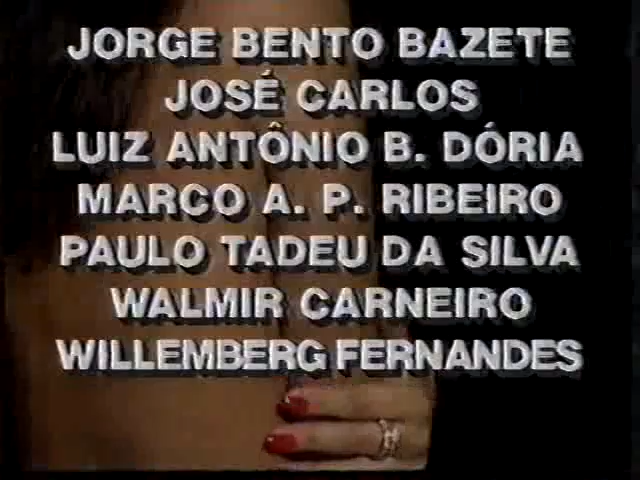 JORGE BENTO BAZETE
JOSÉ CARLOS
LUIZ ANTÔNIO B. DÓRIA
MARCO A. P. RIBEIRO
PAULO TADEU DA SILVA
WALMIR CARNEIRO
WILLEMBERG FERNANDES